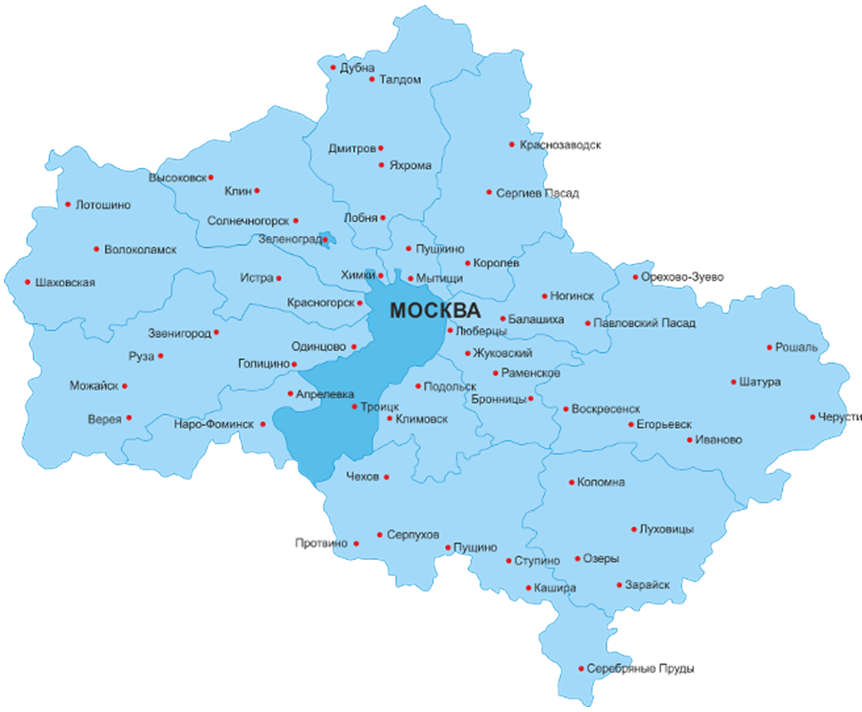 Дубна
Талдом
Дмитров
Яхрома
Краснозаводск
Высоковск
Клин
Сергиев Пасад
Лотошино
Солнечногорск
Лобня
Зеленоград
Волоколамск
Пушкино
Королев
Шаховская
Истра
Химки
Мытищи
Орехово-Зуево
Красногорск
МОСКВА
Ногинск
Балашиха
Павловский Пасад
Звенигород
Люберцы
Руза
Одинцово
Жуковский
Рошаль
Голицино
Раменское
Можайск
Апрелевка
Подольск
Шатура
Бронницы
Верея
Наро-Фоминск
Троицк
Климовск
Воскресенск
Егорьевск
Черусти
Иваново
Чехов
Коломна
Протвино
Серпухов
Пущино
Луховицы
Ступино
Озеры
Кашира
Зарайск
Серебряные Пруды